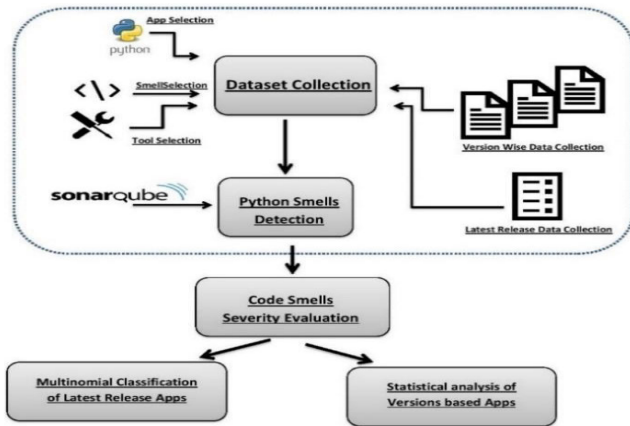 App Selection
python
</>
SmellSelection
Tool Selection
Dataset Collection
Version Wise Data Collection
Latest Release Data Collection
sonarqube
Python Smells
Detection
Code Smells
Severity Evaluation
Multinomial Classification
of Latest Release Apps
Statistical analysis of
Versions based Apps